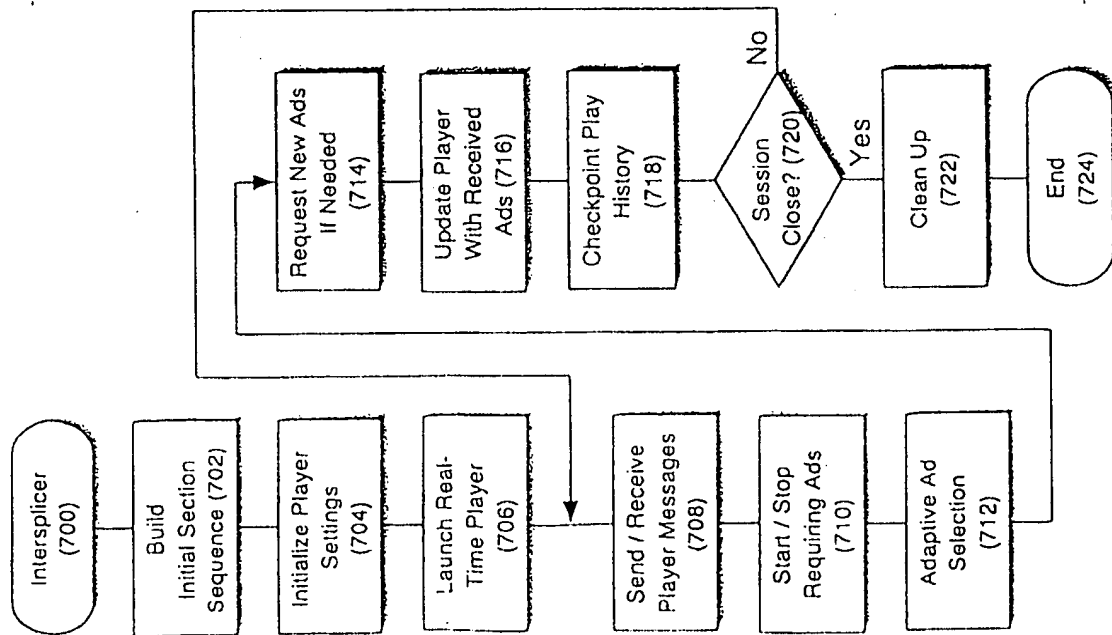 Intersplicer
(700)
Build
Initial Section
Sequence (702)
Initialize Player
Settings
(704)
Launch Real-
Time Player
(706)
Send / Receive
Player Messages
(708)
Start / Stop
Requiring Ads
(710)
Adaptive Ad
Selection
(712)
Request New Ads
If Needed
(714)
Update Player
With Received
Ads (716)
Checkpoint Play
History
(718)
Session
Close? (720)
No
Yes
Clean Up
(722)
End
(724)